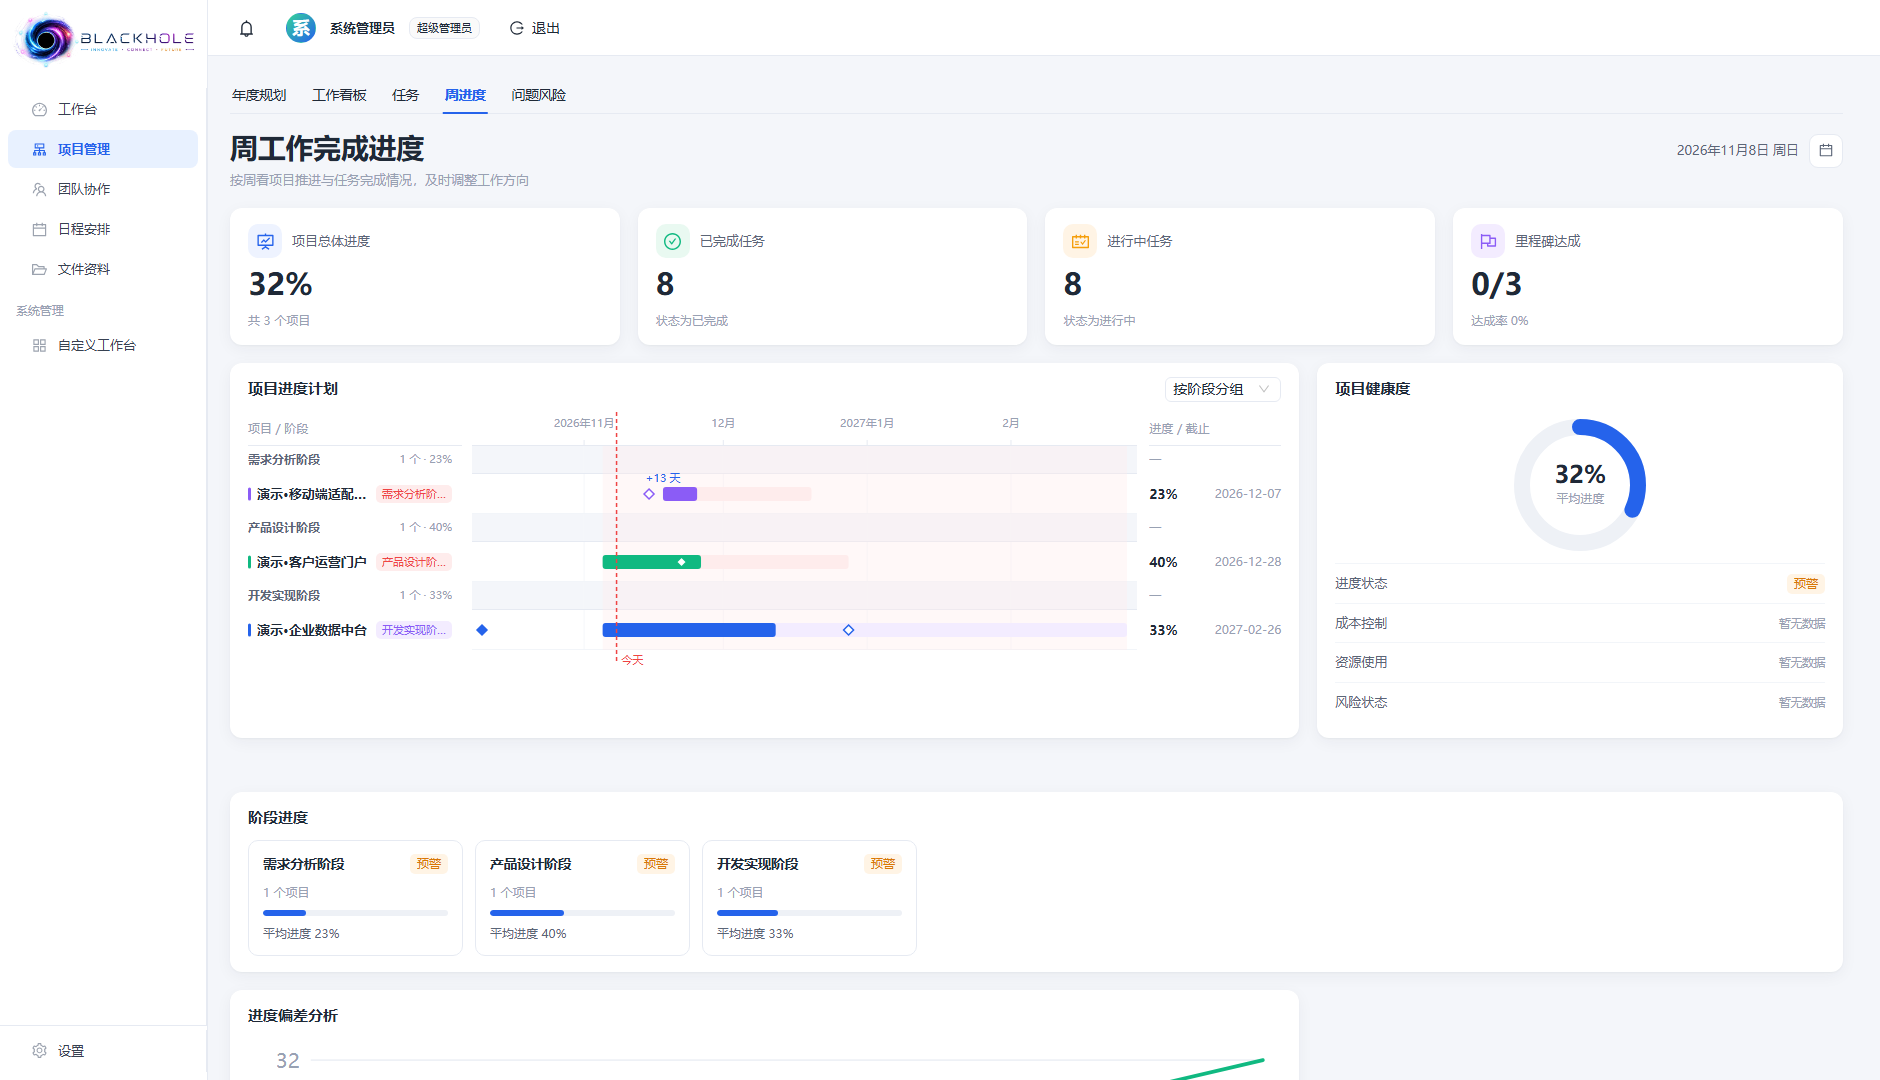 BLACKHOLE
INNOVATE • CONNECT • FUTURE
系
系统管理员
超级管理员
退出
工作台
项目管理
团队协作
日程安排
文件资料
系统管理
自定义工作台
设置
年度规划
工作看板
任务
周进度
问题风险
周工作完成进度
按周看项目推进与任务完成情况，及时调整工作方向
2026年11月8日 周日
项目总体进度
32%
共 3 个项目
已完成任务
8
状态为已完成
进行中任务
8
状态为进行中
里程碑达成
0/3
达成率 0%
项目进度计划
按阶段分组
项目 / 阶段
2026年11月
12月
2027年1月
2月
进度 / 截止
需求分析阶段
1 个 · 23%
—
+13 天
演示•移动端适配...
需求分析阶...
23%
2026-12-07
产品设计阶段
1 个 · 40%
—
演示•客户运营门户
产品设计阶...
40%
2026-12-28
开发实现阶段
1 个 · 33%
—
演示•企业数据中台
开发实现阶...
33%
2027-02-26
今天
项目健康度
32%
平均进度
进度状态
预警
成本控制
暂无数据
资源使用
暂无数据
风险状态
暂无数据
阶段进度
需求分析阶段
预警
1 个项目
平均进度 23%
产品设计阶段
预警
1 个项目
平均进度 40%
开发实现阶段
预警
1 个项目
平均进度 33%
进度偏差分析
32